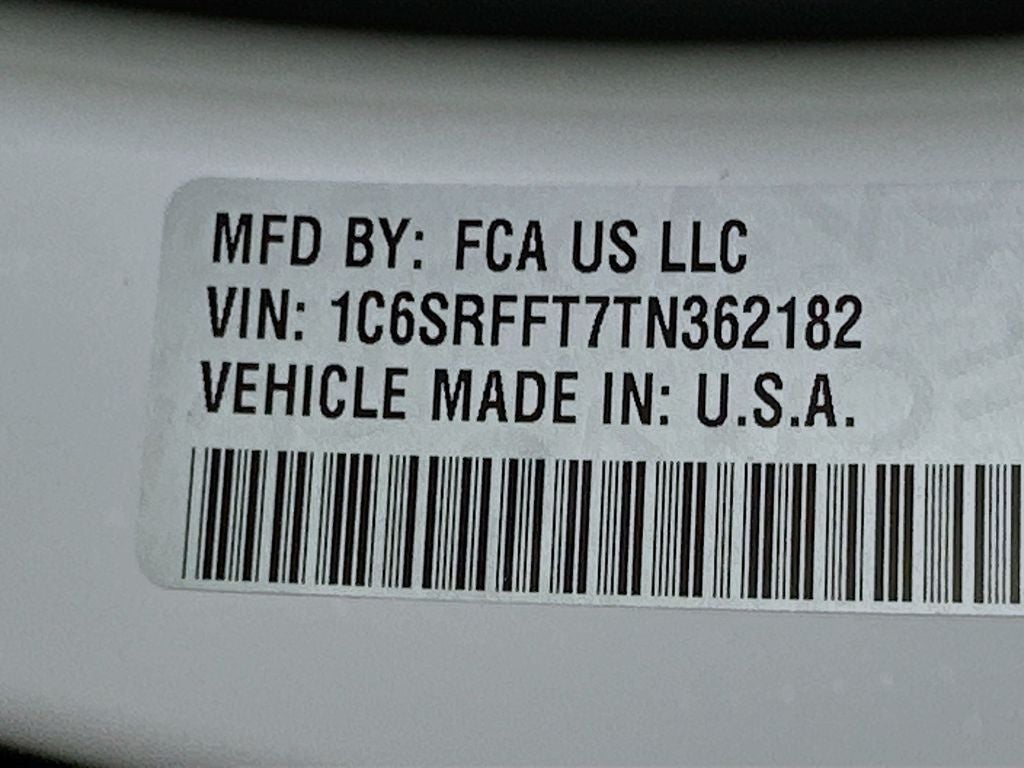 MFD BY: FCA US LLC
VIN: 1C6SRFFT7TN362182
VEHICLE MADE IN: U.S.A.